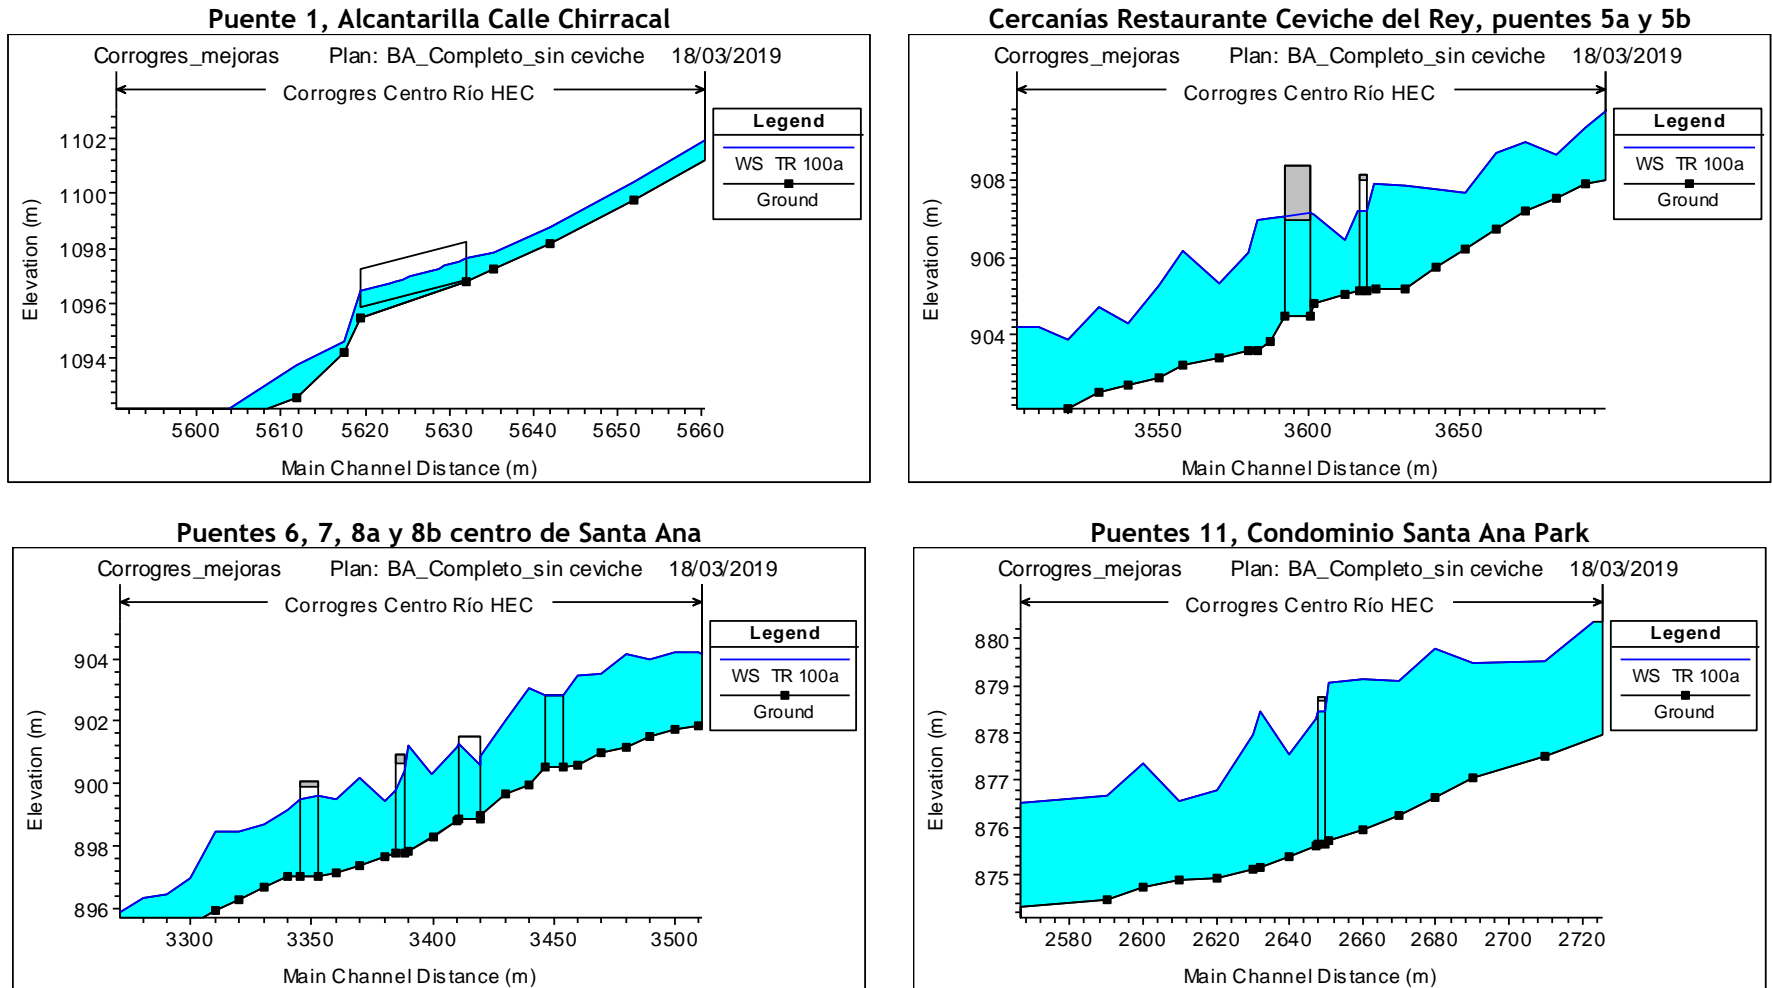 Puente 1, Alcantarilla Calle Chirracal
Corrogres_mejoras Plan: BA_Completo_sin ceviche 18/03/2019
Corrogres Centro Río HEC
Legend
WS TR 100a
Ground
Elevation (m)
1102
1100
1098
1096
1094
5600 5610 5620 5630 5640 5650 5660
Main Channel Distance (m)
Cercanías Restaurante Ceviche del Rey, puentes 5a y 5b
Corrogres_mejoras Plan: BA_Completo_sin ceviche 18/03/2019
Corrogres Centro Río HEC
Legend
WS TR 100a
Ground
Elevation (m)
908
906
904
3550 3600 3650
Main Channel Distance (m)
Puentes 6, 7, 8a y 8b centro de Santa Ana
Corrogres_mejoras Plan: BA_Completo_sin ceviche 18/03/2019
Corrogres Centro Río HEC
Legend
WS TR 100a
Ground
Elevation (m)
904
902
900
898
896
3300 3350 3400 3450 3500
Main Channel Distance (m)
Puentes 11, Condominio Santa Ana Park
Corrogres_mejoras Plan: BA_Completo_sin ceviche 18/03/2019
Corrogres Centro Río HEC
Legend
WS TR 100a
Ground
Elevation (m)
880
879
878
877
876
875
2580 2600 2620 2640 2660 2680 2700 2720
Main Channel Distance (m)